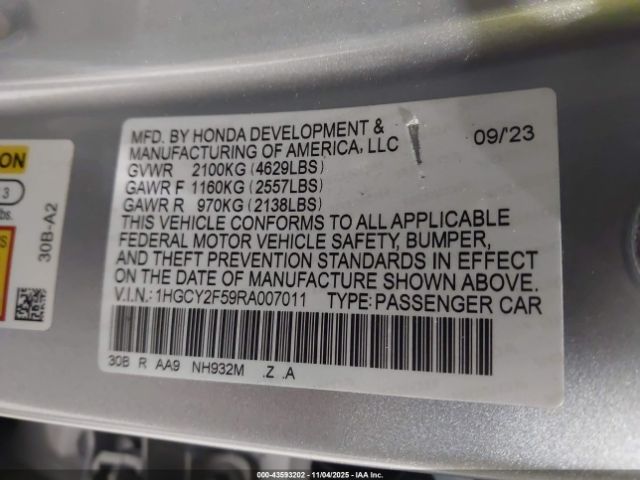 MFD. BY HONDA DEVELOPMENT &
MANUFACTURING OF AMERICA, LLC 09/'23
GVWR 2100KG (4629LBS)
GAWR F 1160KG (2557LBS)
GAWR R 970KG (2138LBS)
THIS VEHICLE CONFORMS TO ALL APPLICABLE
FEDERAL MOTOR VEHICLE SAFETY, BUMPER,
AND THEFT PREVENTION STANDARDS IN EFFECT
ON THE DATE OF MANUFACTURE SHOWN ABOVE.
V.I.N.: 1HGCY2F59RA007011 TYPE: PASSENGER CAR
30B R AA9 NH932M .Z .A
ION
3
lbs.
30B-A2
000-43593202 - 11/04/2025 - IAA Inc.